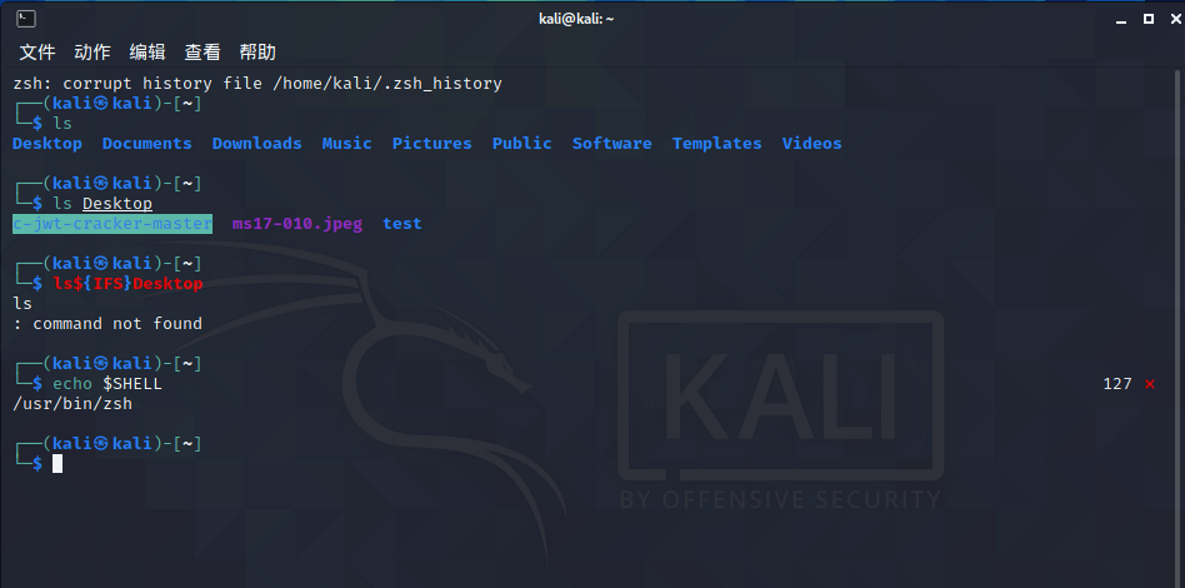 kali@kali: ~
文件 动作 编辑 查看 帮助
zsh: corrupt history file /home/kali/.zsh_history
┌──(kali㉿kali)-[~]
└─$ ls
Desktop Documents Downloads Music Pictures Public Software Templates Videos
┌──(kali㉿kali)-[~]
└─$ ls Desktop
c-jwt-cracker-master ms17-010.jpeg test
┌──(kali㉿kali)-[~]
└─$ ls${IFS}Desktop
ls
: command not found
┌──(kali㉿kali)-[~]
└─$ echo $SHELL 127 ⨯
/usr/bin/zsh
┌──(kali㉿kali)-[~]
└─$
KALI
BY OFFENSIVE SECURITY